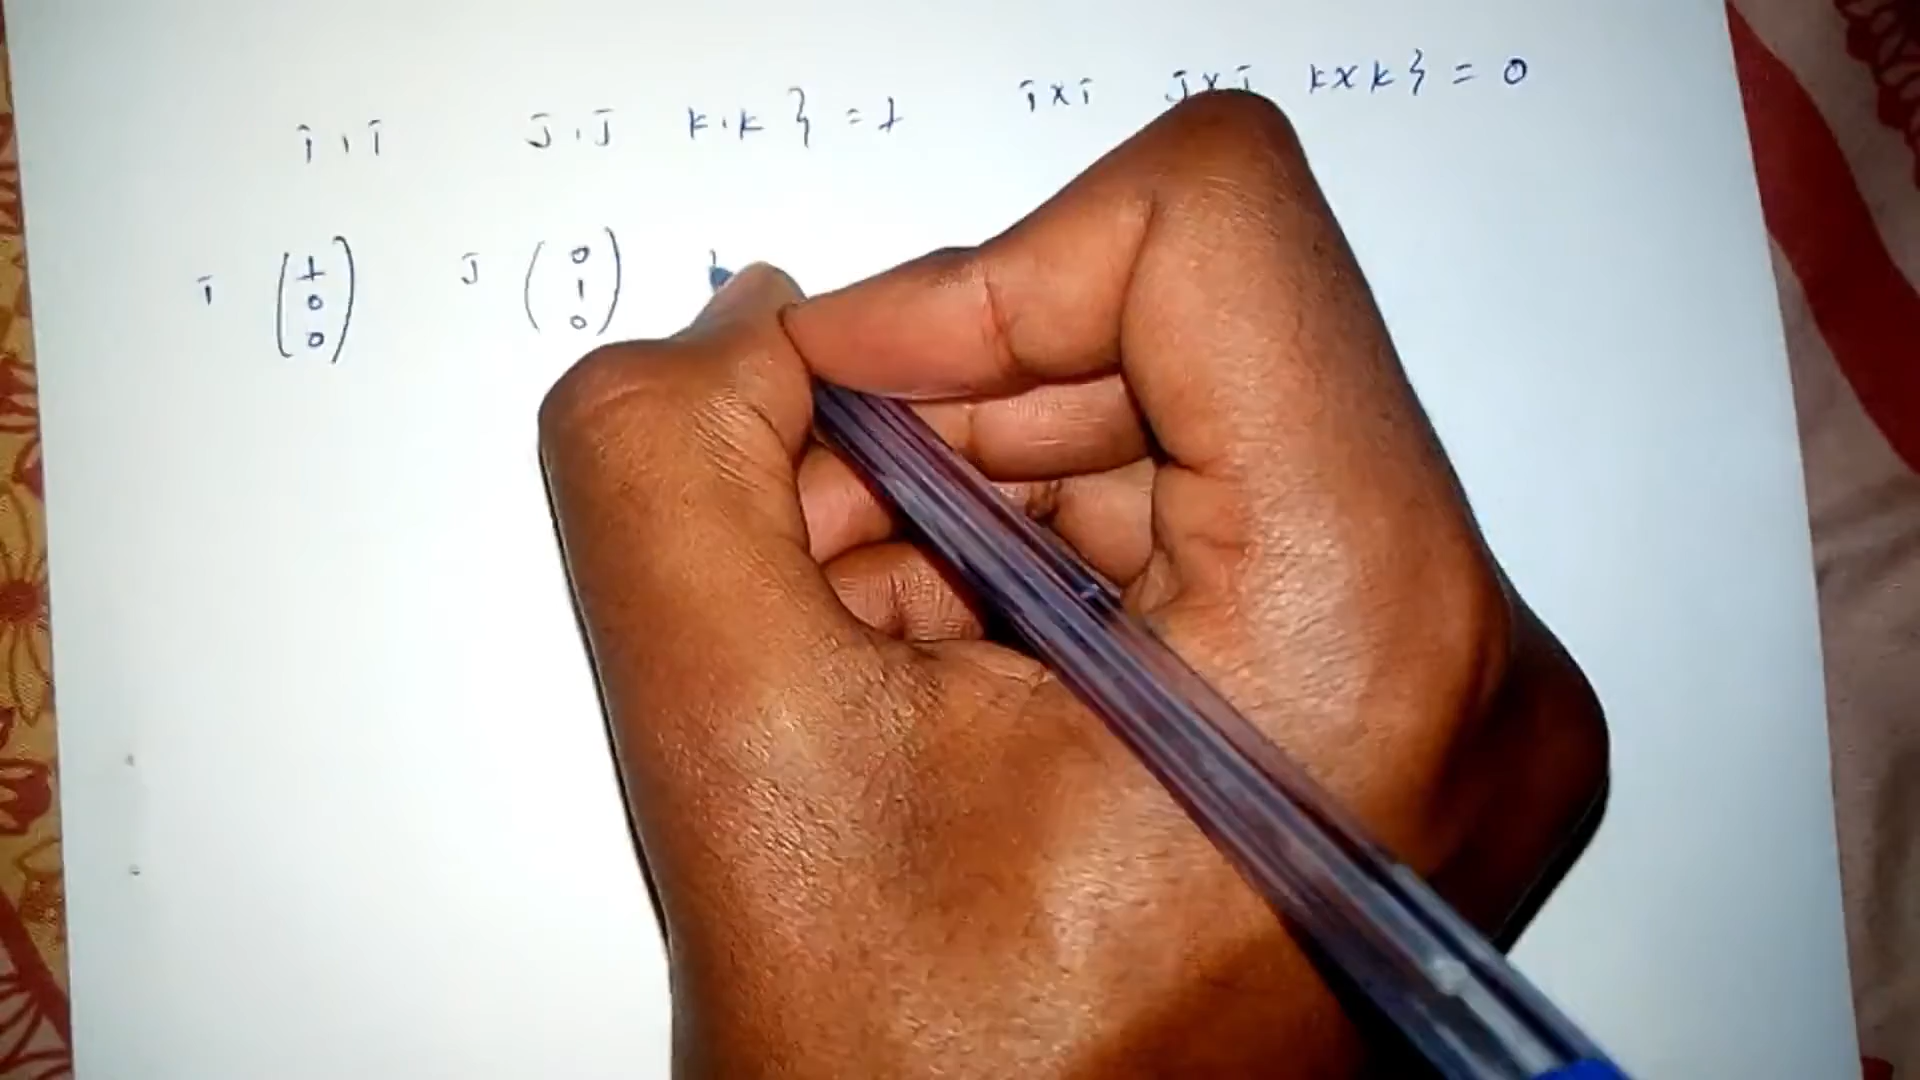 i . i J . J k . k } = 1 i x i J x J k x k } = 0
i ( 1 0 0 ) J ( 0 1 0 )